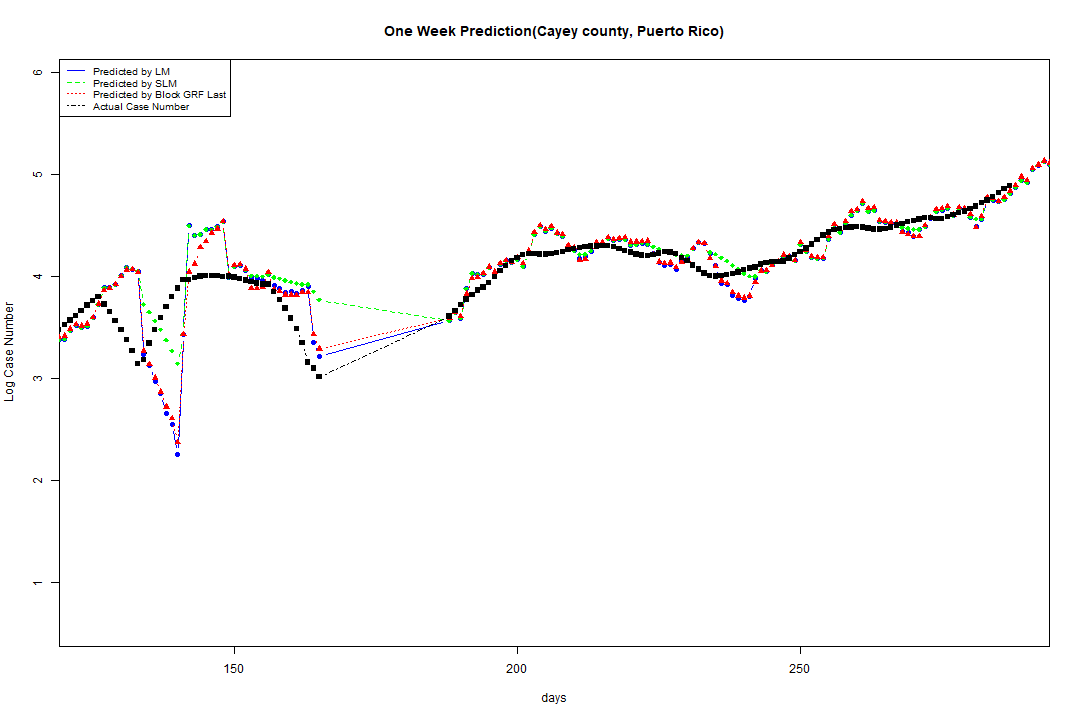 One Week Prediction(Cayey county, Puerto Rico)
Predicted by LM
Predicted by SLM
Predicted by Block GRF Last
Actual Case Number
6
5
4
3
2
1
Log Case Number
150 200 250
days